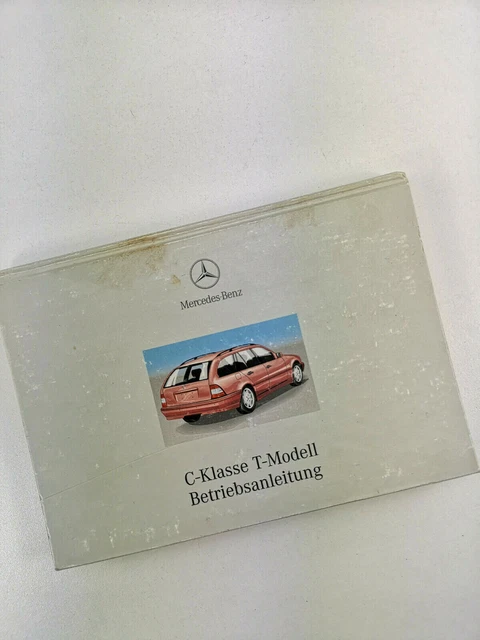 Mercedes-Benz
C-Klasse T-Modell
Betriebsanleitung